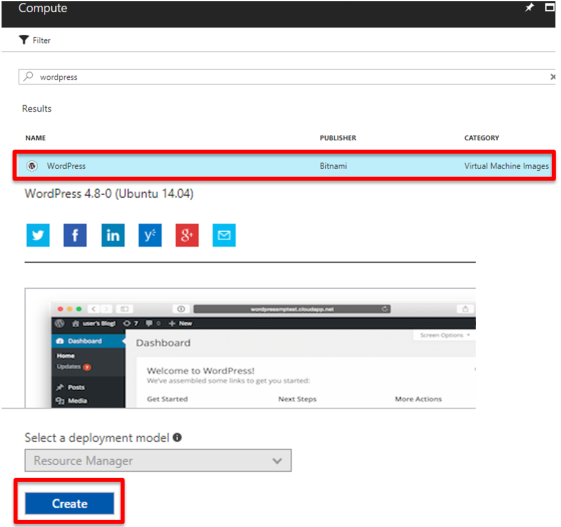 Compute
Filter
wordpress
Results
NAME PUBLISHER CATEGORY
WordPress Bitnami Virtual Machine Images
WordPress 4.8-0 (Ubuntu 14.04)
wordpressmptest.cloudapp.net
user's Blog! 7 0 + New
Dashboard
Home
Updates
Posts
Media
Screen Options
Dashboard
Welcome to WordPress!
We've assembled some links to get you started:
Get Started Next Steps More Actions
Select a deployment model
Resource Manager
Create